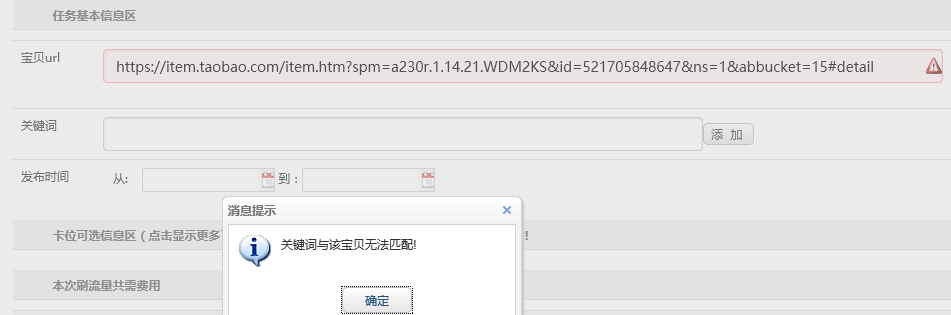 任务基本信息区
宝贝url
https://item.taobao.com/item.htm?spm=a230r.1.14.21.WDM2KS&id=521705848647&ns=1&abbucket=15#detail
关键词
添 加
发布时间 从: 到 :
消息提示
卡位可选信息区 ( 点击显示更多 !
关键词与该宝贝无法匹配!
本次刷流量共需费用
确定